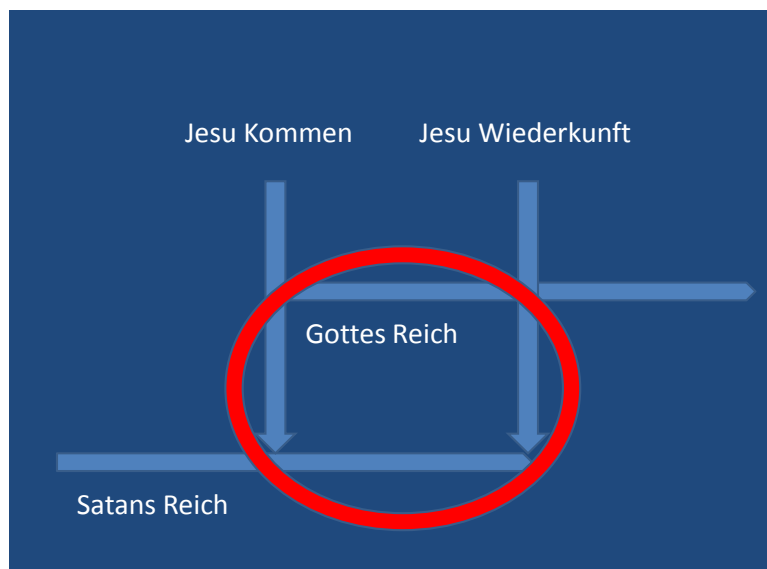 Jesu Kommen
Jesu Wiederkunft
Gottes Reich
Satans Reich